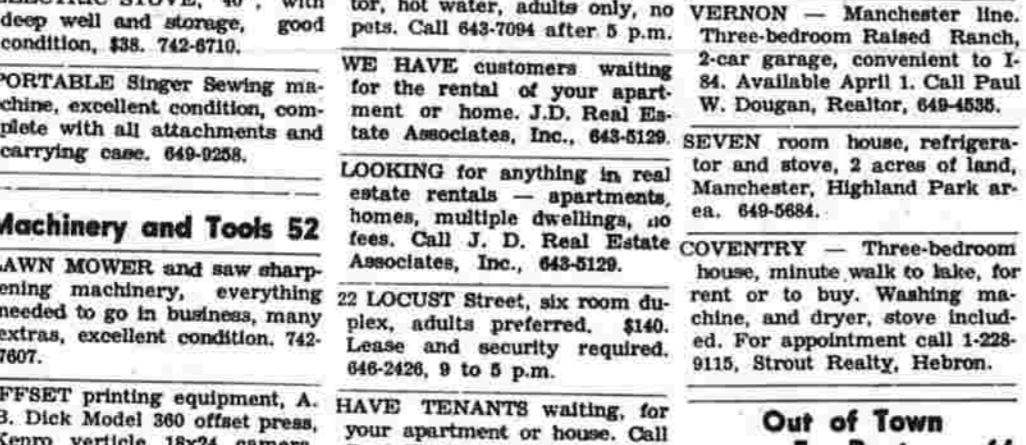 deep well and storage, good
condition, $38. 742-6710.
PORTABLE Singer Sewing ma-
chine, excellent condition, com-
plete with all attachments and
carrying case. 649-9258.
Machinery and Tools 52
LAWN MOWER and saw sharp-
ening machinery, everything
needed to go in business, many
extras, excellent condition. 742-
7607.
OFFSET printing equipment, A.
B. Dick Model 360 offset press,
Kenro verticle 18x24 camera,
tor, hot water, adults only, no
pets. Call 643-7094 after 5 p.m.
WE HAVE customers waiting
for the rental of your apart-
ment or home. J.D. Real Es-
tate Associates, Inc., 643-5129.
LOOKING for anything in real
estate rentals — apartments,
homes, multiple dwellings, no
fees. Call J. D. Real Estate
Associates, Inc., 643-5129.
22 LOCUST Street, six room du-
plex, adults preferred. $140.
Lease and security required.
646-2426, 9 to 5 p.m.
HAVE TENANTS waiting, for
your apartment or house. Call
VERNON — Manchester line.
Three-bedroom Raised Ranch,
2-car garage, convenient to I-
84. Available April 1. Call Paul
W. Dougan, Realtor, 649-4535.
SEVEN room house, refrigera-
tor and stove, 2 acres of land,
Manchester, Highland Park ar-
ea. 649-5684.
COVENTRY — Three-bedroom
house, minute walk to lake, for
rent or to buy. Washing ma-
chine, and dryer, stove includ-
ed. For appointment call 1-228-
9115, Strout Realty, Hebron.
Out of Town